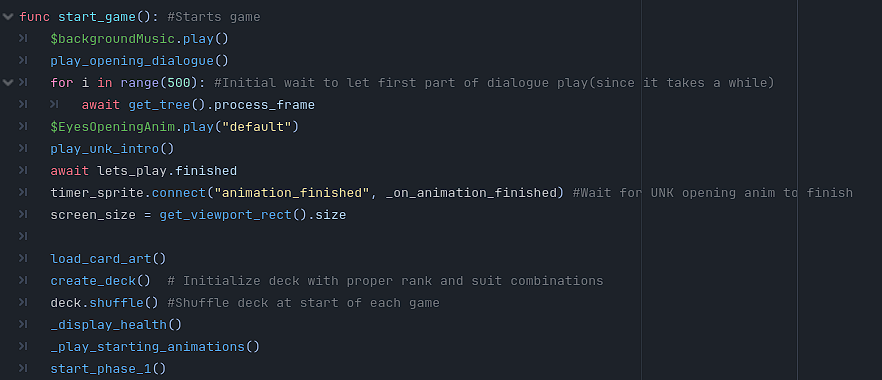 func start_game(): #Starts game
$backgroundMusic.play()
play_opening_dialogue()
for i in range(500): #Initial wait to let first part of dialogue play(since it takes a while)
await get_tree().process_frame
$EyesOpeningAnim.play("default")
play_unk_intro()
await lets_play.finished
timer_sprite.connect("animation_finished", _on_animation_finished) #Wait for UNK opening anim to finish
screen_size = get_viewport_rect().size
load_card_art()
create_deck()  # Initialize deck with proper rank and suit combinations
deck.shuffle() #Shuffle deck at start of each game
_display_health()
_play_starting_animations()
start_phase_1()